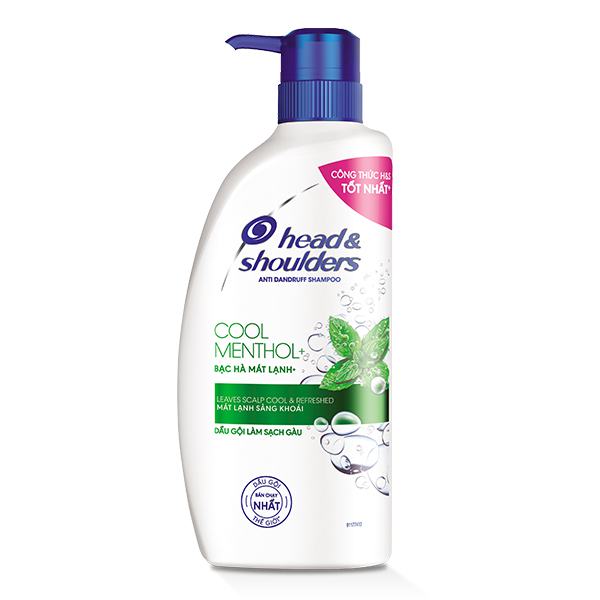 CÔNG THỨC H&S
TỐT NHẤT*
head &
shoulders
ANTI DANDRUFF SHAMPOO
COOL
MENTHOL+
BẠC HÀ MÁT LẠNH+
LEAVES SCALP COOL & REFRESHED
MÁT LẠNH SẢNG KHOÁI
DẦU GỘI LÀM SẠCH GÀU
DẦU GỘI
BÁN CHẠY
NHẤT
THẾ GIỚI*